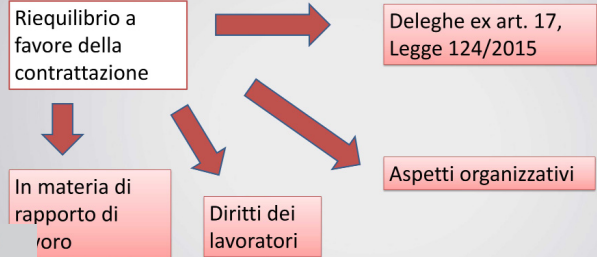 Riequilibrio a
favore della
contrattazione
Deleghe ex art. 17,
Legge 124/2015
Aspetti organizzativi
In materia di
rapporto di
voro
Diritti dei
lavoratori